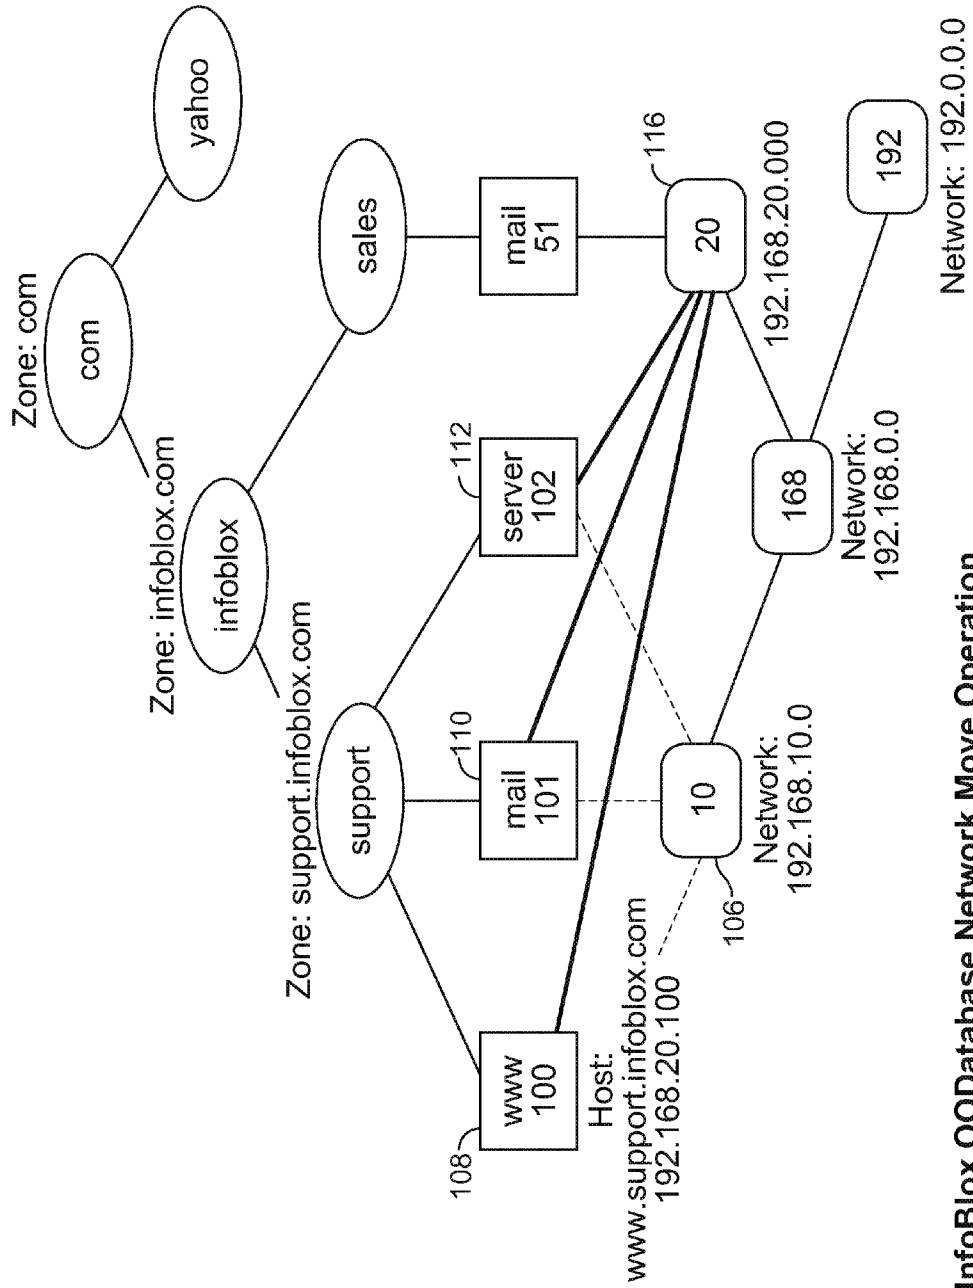 Zone: com
com
yahoo
Zone: infoblox.com
infoblox
sales
Zone: support.infoblox.com
support
108
www
100
110
mail
101
112
server
102
mail
51
Host:
www.support.infoblox.com
192.168.20.100
106
10
Network:
192.168.10.0
116
20
192.168.20.000
168
Network:
192.168.0.0
192
Network: 192.0.0.0
InfoBlox OODatabase Network Move Operation